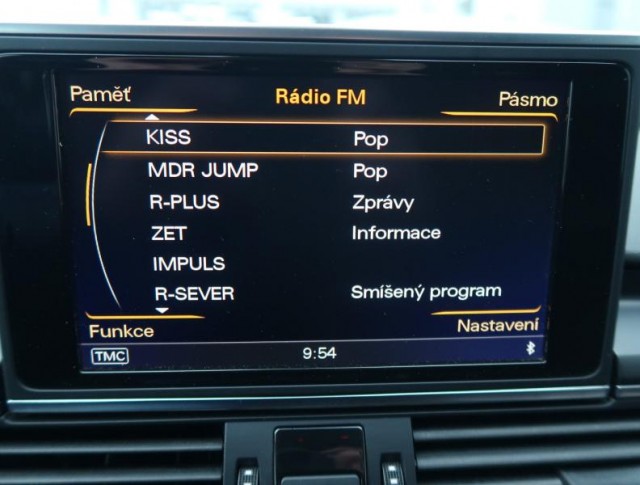 Paměť Rádio FM Pásmo
KISS Pop
MDR JUMP Pop
R-PLUS Zprávy
ZET Informace
IMPULS
R-SEVER Smíšený program
Funkce Nastavení
TMC 9:54